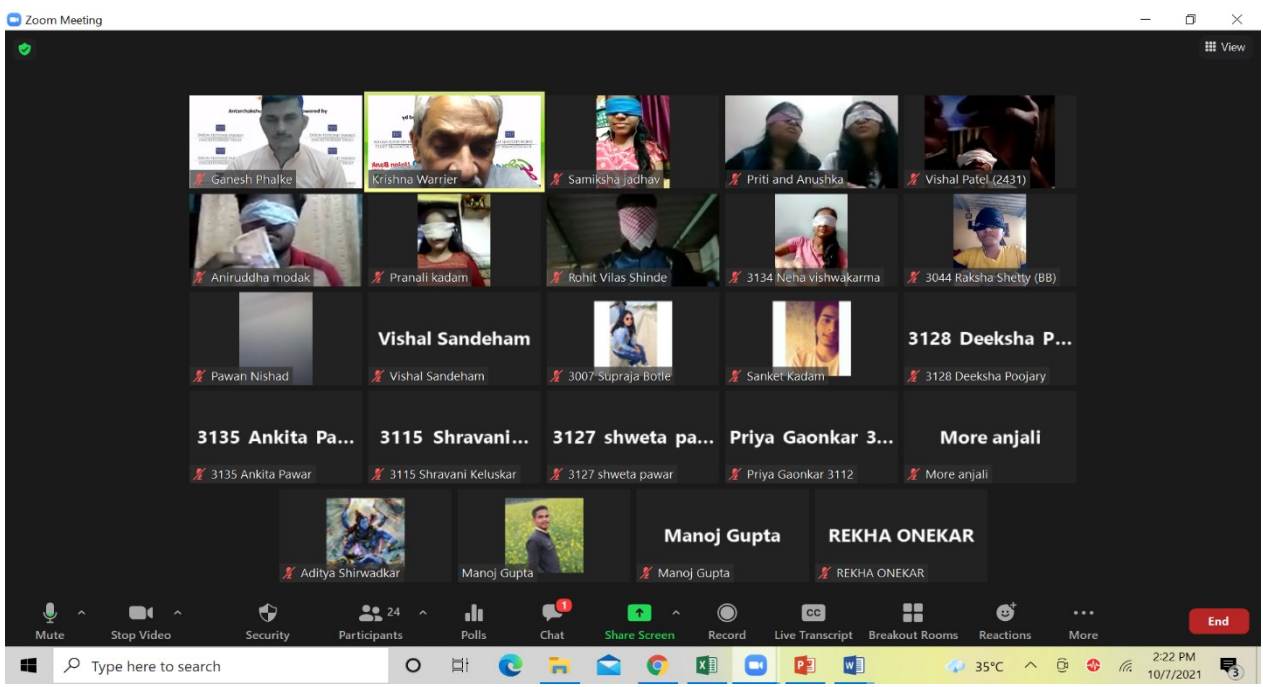 Zoom Meeting
View
Ganesh Phalke
Krishna Warrier
Samiksha jadhav
Priti and Anushka
Vishal Patel (2431)
Aniruddha modak
Pranali kadam
Rohit Vilas Shinde
3134 Neha vishwakarma
3044 Raksha Shetty (BB)
Vishal Sandeham
3128 Deeksha P...
Pawan Nishad
Vishal Sandeham
3007 Supraja Botle
Sanket Kadam
3128 Deeksha Poojary
3135 Ankita Pa...
3115 Shravani...
3127 shweta pa...
Priya Gaonkar 3...
More anjali
3135 Ankita Pawar
3115 Shravani Keluskar
3127 shweta pawar
Priya Gaonkar 3112
More anjali
Manoj Gupta
REKHA ONEKAR
Aditya Shirwadkar
Manoj Gupta
Manoj Gupta
REKHA ONEKAR
24
1
CC
Mute
Stop Video
Security
Participants
Polls
Chat
Share Screen
Record
Live Transcript
Breakout Rooms
Reactions
More
End
Type here to search
35°C
2:22 PM
10/7/2021
3